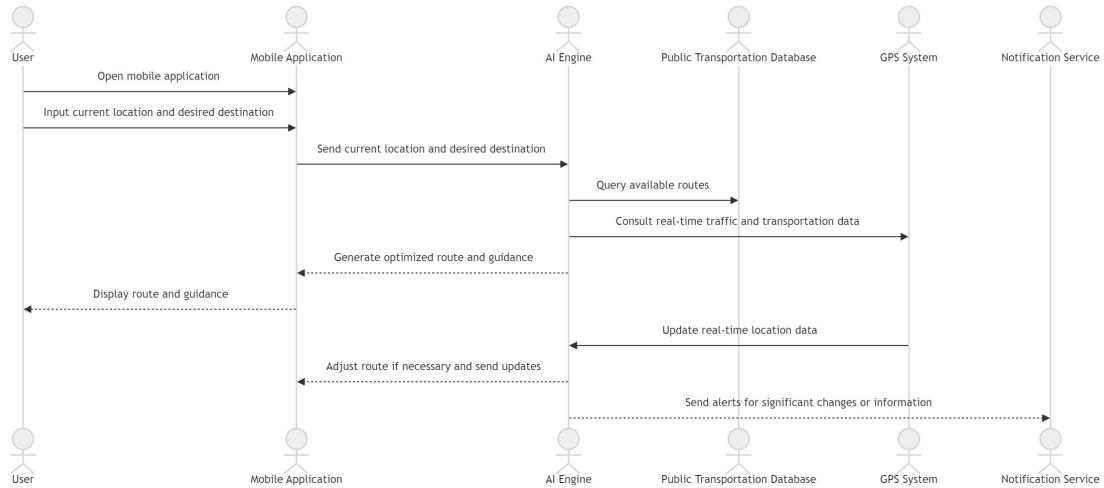 User Mobile Application AI Engine Public Transportation Database GPS System Notification Service
Open mobile application
Input current location and desired destination
Send current location and desired destination
Query available routes
Consult real-time traffic and transportation data
Generate optimized route and guidance
Display route and guidance
Update real-time location data
Adjust route if necessary and send updates
Send alerts for significant changes or information
User Mobile Application AI Engine Public Transportation Database GPS System Notification Service